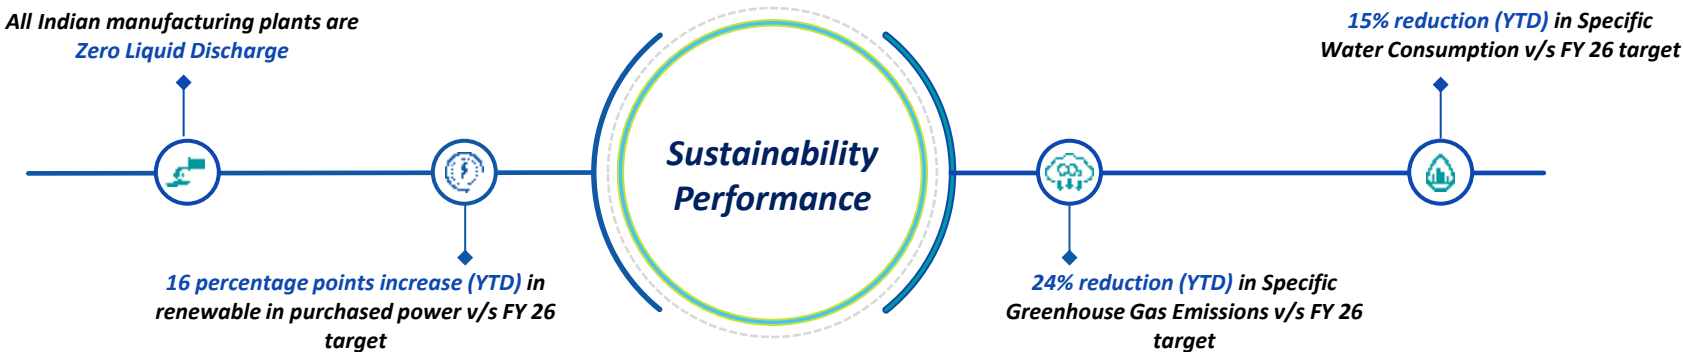 All Indian manufacturing plants are
Zero Liquid Discharge
16 percentage points increase (YTD) in
renewable in purchased power v/s FY 26
target
Sustainability
Performance
CO₂
24% reduction (YTD) in Specific
Greenhouse Gas Emissions v/s FY 26
target
15% reduction (YTD) in Specific
Water Consumption v/s FY 26 target